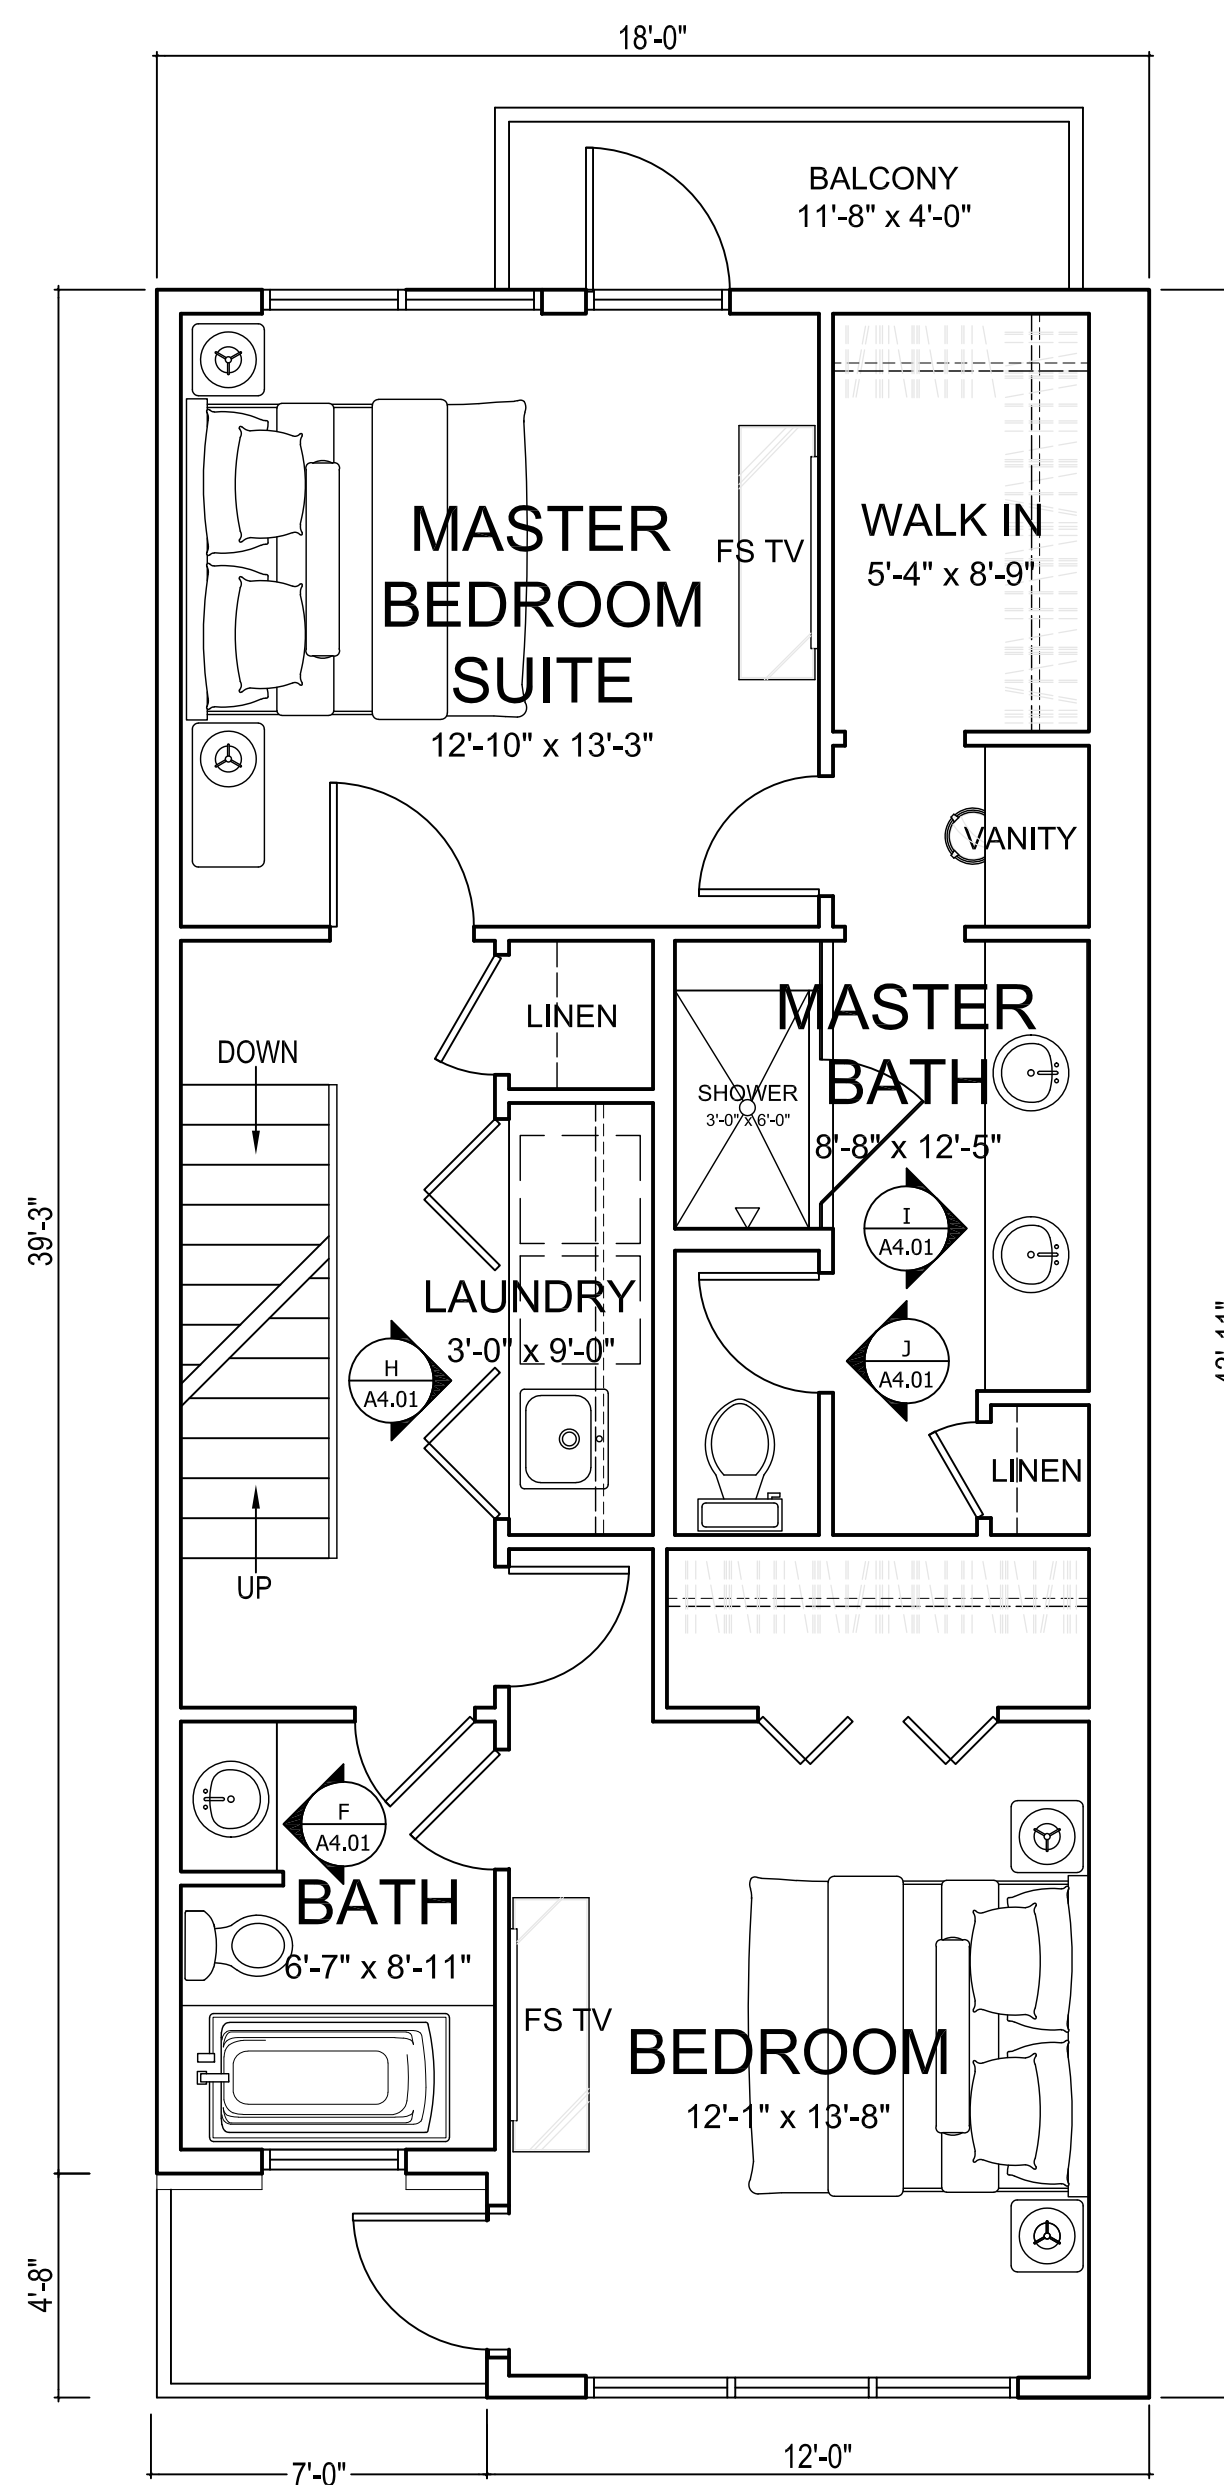 18'-0"
BALCONY
11'-8" x 4'-0"
MASTER
BEDROOM
SUITE
12'-10" x 13'-3"
FS TV
WALK IN
5'-4" x 8'-9"
VANITY
LINEN
DOWN
MASTER
BATH
8'-8" x 12'-5"
SHOWER
3'-0" x 6'-0"
I
A4.01
39'-3"
LAUNDRY
3'-0" x 9'-0"
H
A4.01
J
A4.01
LINEN
UP
F
A4.01
BATH
6'-7" x 8'-11"
FS TV
BEDROOM
12'-1" x 13'-8"
4'-8"
7'-0"
12'-0"